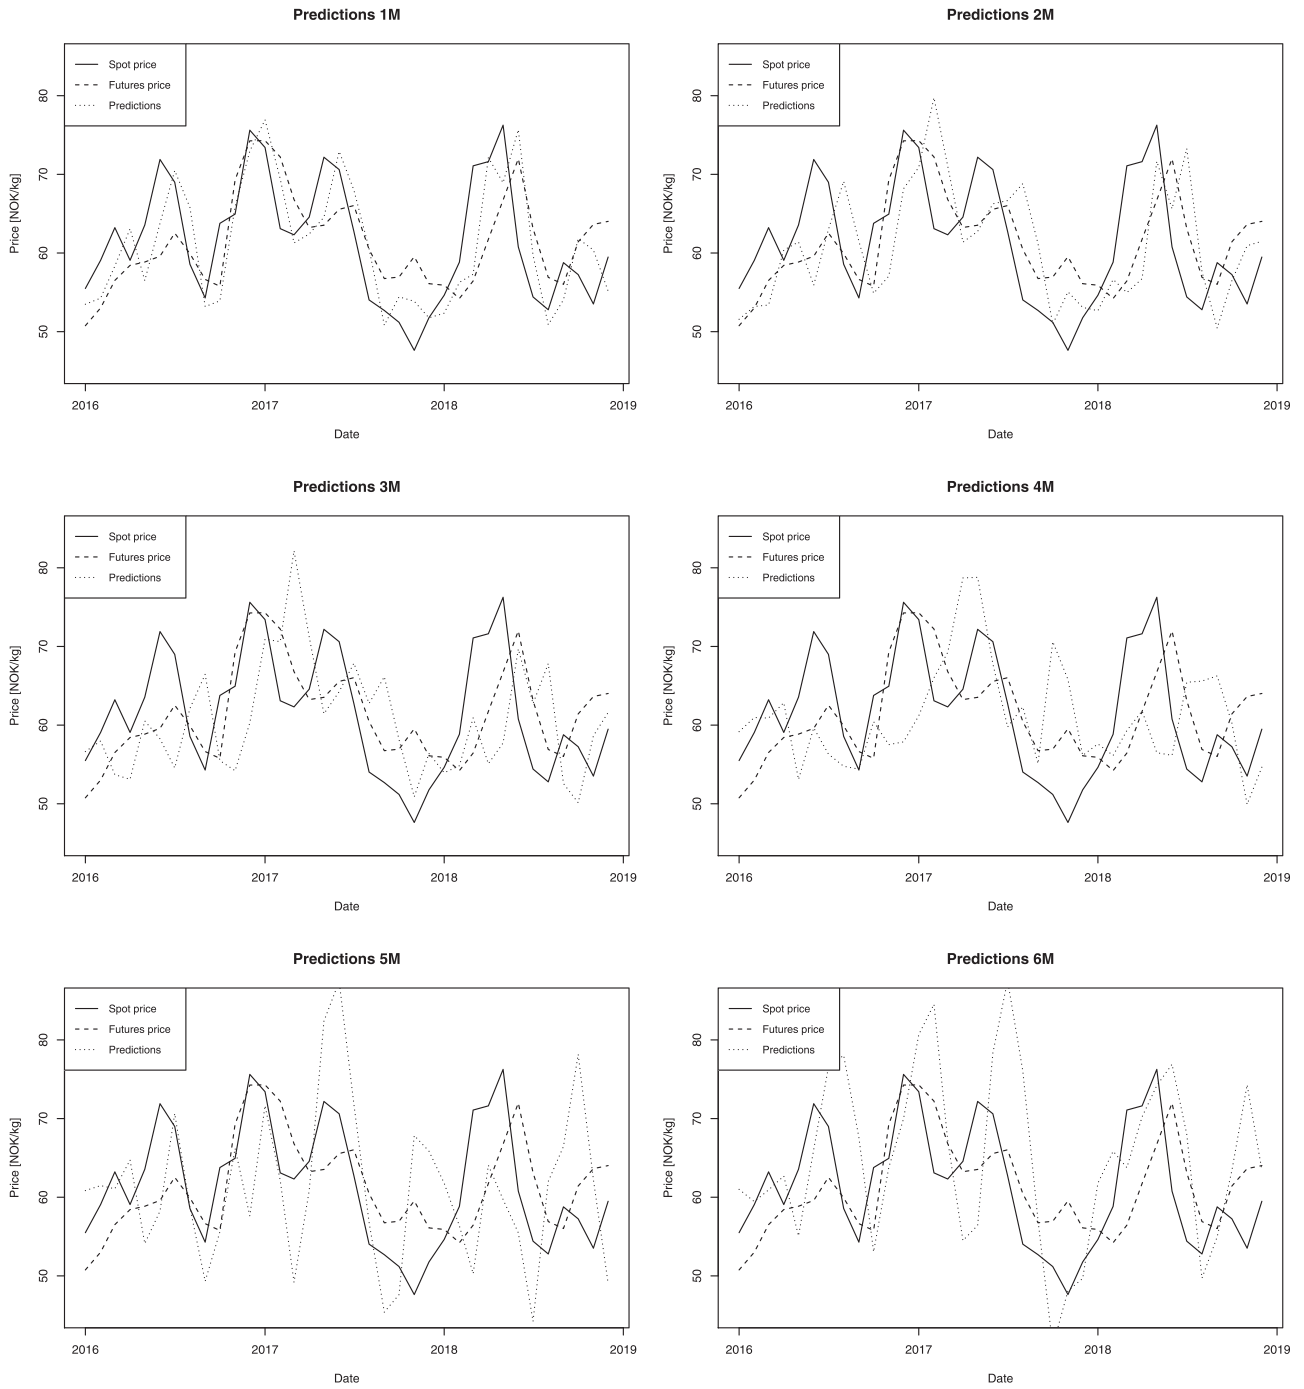 Predictions 1M
Spot price
Futures price
Predictions
Price [NOK/kg]
80
70
60
50
2016
2017
2018
2019
Date
Predictions 2M
Spot price
Futures price
Predictions
Price [NOK/kg]
80
70
60
50
2016
2017
2018
2019
Date
Predictions 3M
Spot price
Futures price
Predictions
Price [NOK/kg]
80
70
60
50
2016
2017
2018
2019
Date
Predictions 4M
Spot price
Futures price
Predictions
Price [NOK/kg]
80
70
60
50
2016
2017
2018
2019
Date
Predictions 5M
Spot price
Futures price
Predictions
Price [NOK/kg]
80
70
60
50
2016
2017
2018
2019
Date
Predictions 6M
Spot price
Futures price
Predictions
Price [NOK/kg]
80
70
60
50
2016
2017
2018
2019
Date